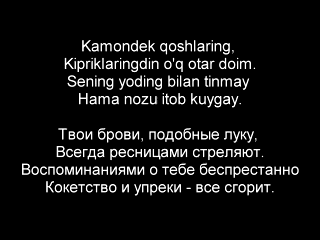 Kamondek qoshlaring,
Kipriklaringdin o'q otar doim.
Sening yoding bilan tinmay
Hama nozu itob kuygay.
Твои брови, подобные луку,
Всегда ресницами стреляют.
Воспоминаниями о тебе беспрестанно
Кокетство и упреки - все сгорит.